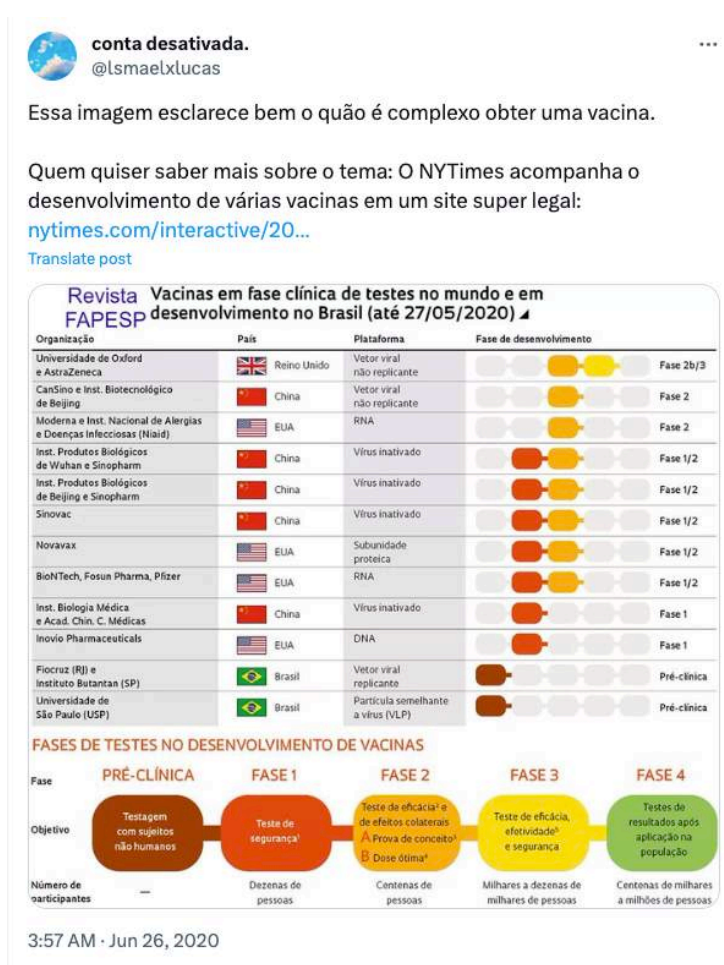 conta desativada.
@lsmaelxlucas
Essa imagem esclarece bem o quão é complexo obter uma vacina.
Quem quiser saber mais sobre o tema: O NYTimes acompanha o
desenvolvimento de várias vacinas em um site super legal:
nytimes.com/interactive/20...
Translate post
Revista
FAPESP
Vacinas em fase clínica de testes no mundo e em
desenvolvimento no Brasil (até 27/05/2020)
Organização País Plataforma Fase de desenvolvimento
Universidade de Oxford
e AstraZeneca
Reino Unido
Vetor viral
não replicante
Fase 2b/3
CanSino e Inst. Biotecnológico
de Beijing
China
Vetor viral
não replicante
Fase 2
Moderna e Inst. Nacional de Alergias
e Doenças Infecciosas (Niaid)
EUA
RNA
Fase 2
Inst. Produtos Biológicos
de Wuhan e Sinopharm
China
Vírus inativado
Fase 1/2
Inst. Produtos Biológicos
de Beijing e Sinopharm
China
Vírus inativado
Fase 1/2
Sinovac
China
Vírus inativado
Fase 1/2
Novavax
EUA
Subunidade
proteica
Fase 1/2
BioNTech, Fosun Pharma, Pfizer
EUA
RNA
Fase 1/2
Inst. Biologia Médica
e Acad. Chin. C. Médicas
China
Vírus inativado
Fase 1
Inovio Pharmaceuticals
EUA
DNA
Fase 1
Fiocruz (RJ) e
Instituto Butantan (SP)
Brasil
Vetor viral
replicante
Pré-clínica
Universidade de
São Paulo (USP)
Brasil
Partícula semelhante
a vírus (VLP)
Pré-clínica
FASES DE TESTES NO DESENVOLVIMENTO DE VACINAS
Fase PRÉ-CLÍNICA FASE 1 FASE 2 FASE 3 FASE 4
Objetivo
Testagem
com sujeitos
não humanos
Teste de
segurança¹
Teste de eficácia² e
de efeitos colaterais
A Prova de conceito³
B Dose ótima⁴
Teste de eficácia,
efetividade⁵
e segurança
Testes de
resultados após
aplicação na
população
Número de
participantes
—
Dezenas de
pessoas
Centenas de
pessoas
Milhares a dezenas de
milhares de pessoas
Centenas de milhares
a milhões de pessoas
3:57 AM · Jun 26, 2020